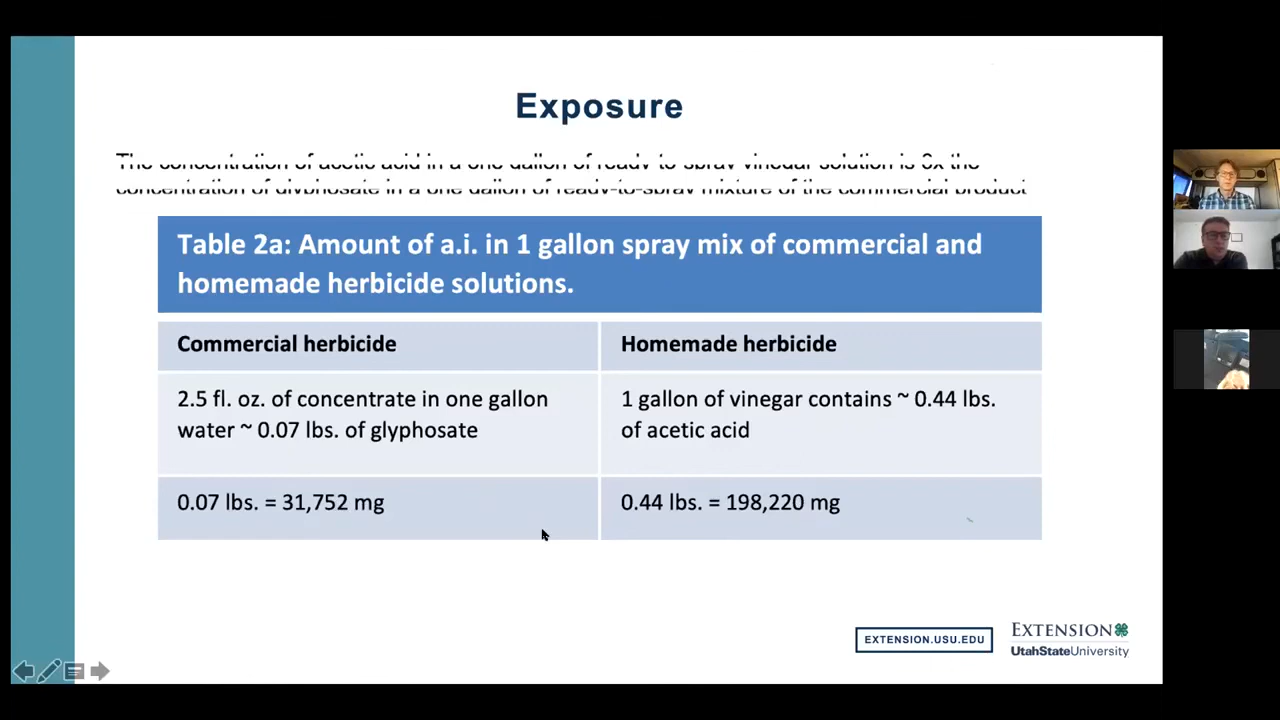 Exposure
The concentration of acetic acid in a one gallon of ready-to-spray vinegar solution is the
concentration of glyphosate in a one gallon of ready-to-spray mixture of the commercial product
Table 2a: Amount of a.i. in 1 gallon spray mix of commercial and
homemade herbicide solutions.
Commercial herbicide
Homemade herbicide
2.5 fl. oz. of concentrate in one gallon
water ~ 0.07 lbs. of glyphosate
1 gallon of vinegar contains ~ 0.44 lbs.
of acetic acid
0.07 lbs. = 31,752 mg
0.44 lbs. = 198,220 mg
EXTENSION.USU.EDU
EXTENSION
UtahStateUniversity